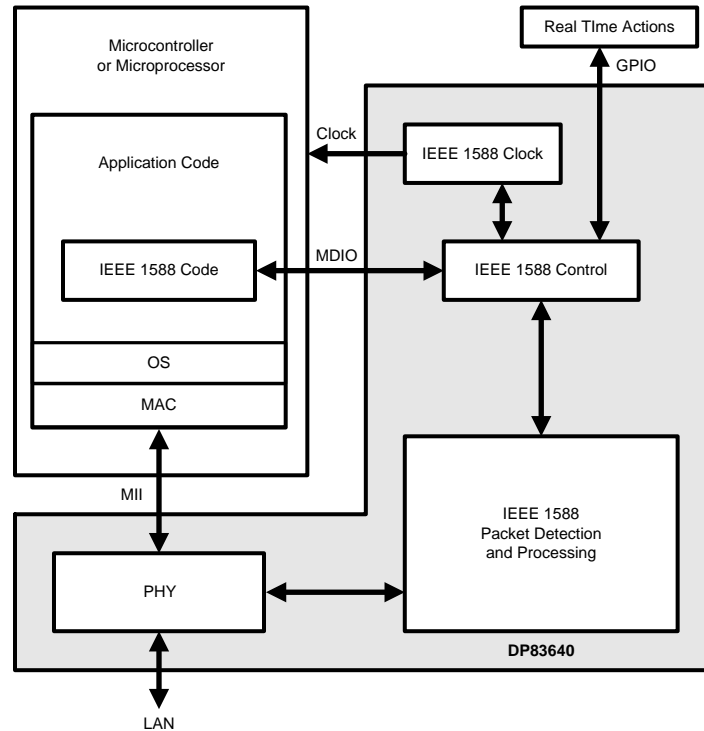 Microcontroller
or Microprocessor
Real TIme Actions
GPIO
Application Code
Clock
IEEE 1588 Clock
IEEE 1588 Code
MDIO
IEEE 1588 Control
OS
MAC
MII
IEEE 1588
Packet Detection
and Processing
PHY
DP83640
LAN